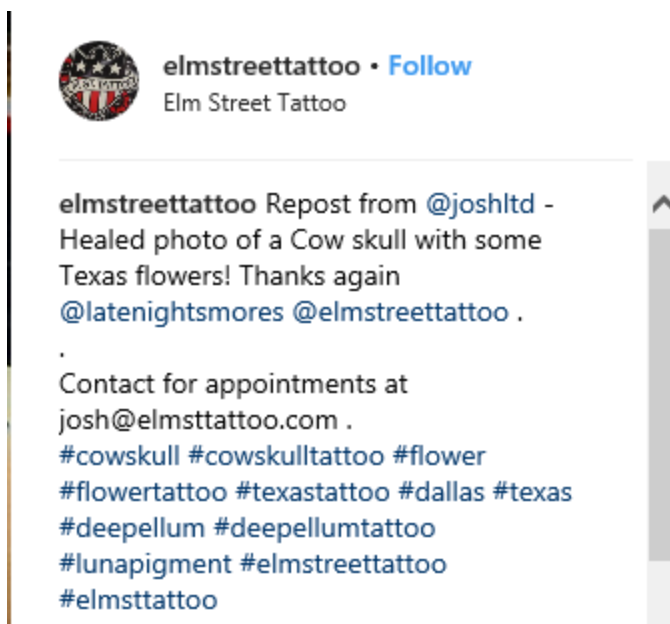 elmstreettattoo • Follow
Elm Street Tattoo
elmstreettattoo Repost from @joshltd -
Healed photo of a Cow skull with some
Texas flowers! Thanks again
@latenightsmores @elmstreettattoo .
.
Contact for appointments at
josh@elmsttattoo.com .
#cowskull #cowskulltattoo #flower
#flowertattoo #texastattoo #dallas #texas
#deepellum #deepellumtattoo
#lunapigment #elmstreettattoo
#elmsttattoo